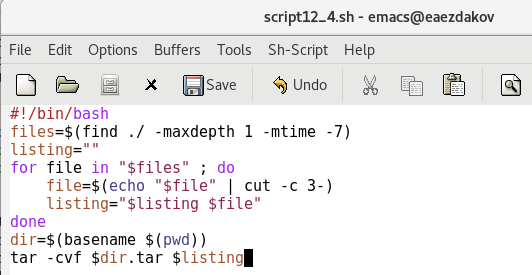 script12_4.sh - emacs@eaezdakov
File Edit Options Buffers Tools Sh-Script Help
Save Undo
#!/bin/bash
files=$(find ./ -maxdepth 1 -mtime -7)
listing=""
for file in "$files" ; do
    file=$(echo "$file" | cut -c 3-)
    listing="$listing $file"
done
dir=$(basename $(pwd))
tar -cvf $dir.tar $listing